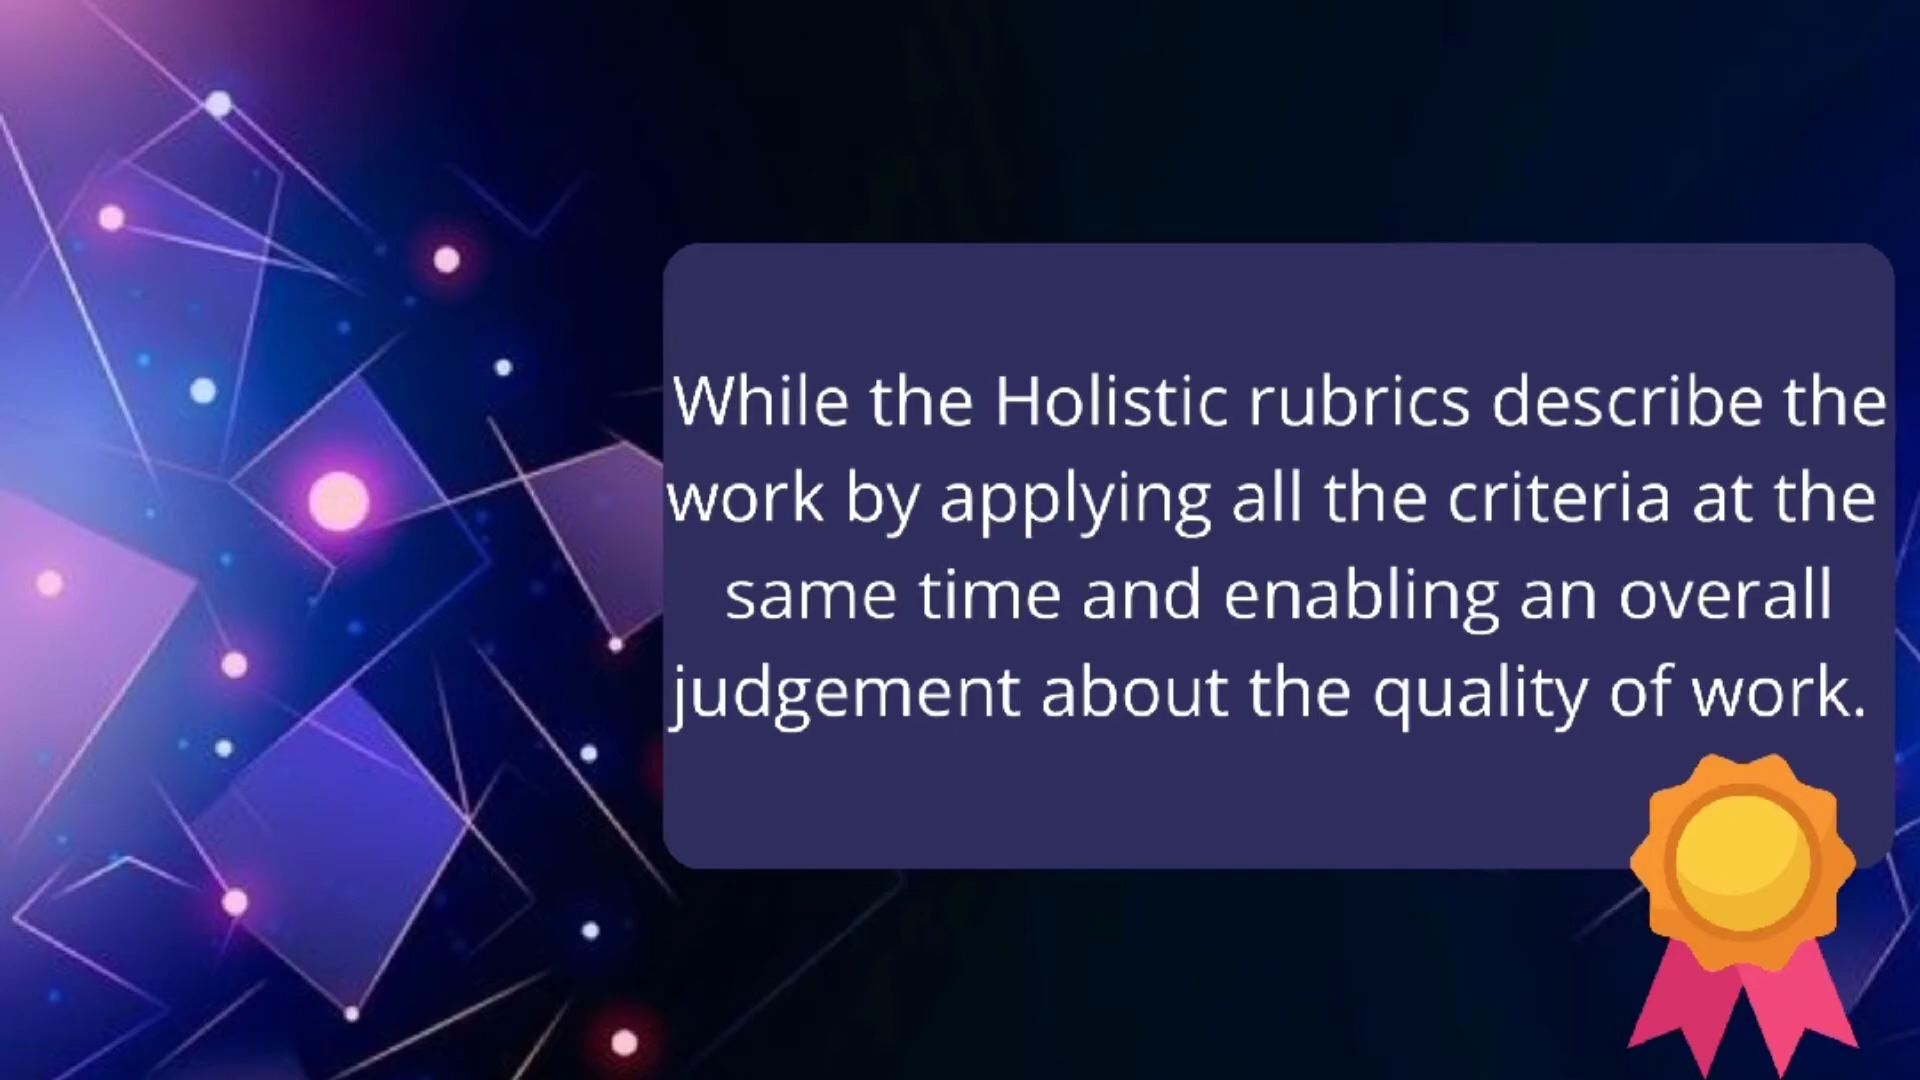 While the Holistic rubrics describe the
work by applying all the criteria at the
same time and enabling an overall
judgement about the quality of work.